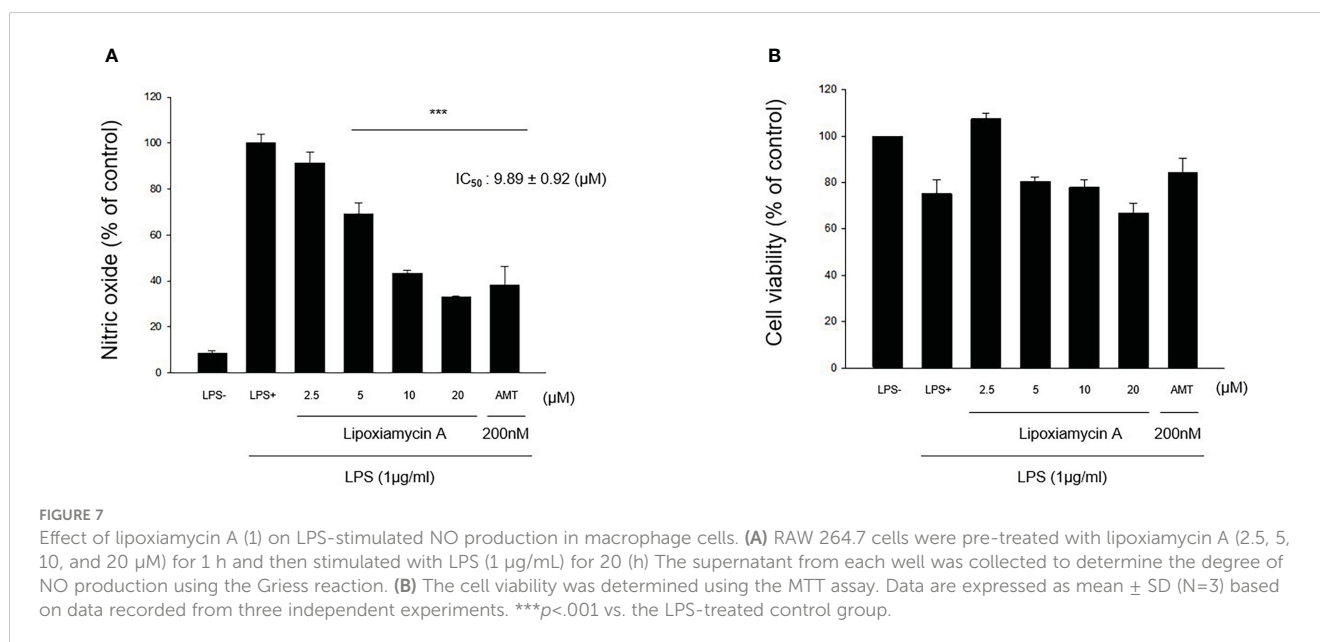 A
Nitric oxide (% of control)
120
100
80
60
40
20
0
***
IC50 : 9.89 ± 0.92 (µM)
LPS- LPS+ 2.5 5 10 20 AMT (µM)
Lipoxiamycin A 200nM
LPS (1µg/ml)
B
Cell viability (% of control)
120
100
80
60
40
20
0
LPS- LPS+ 2.5 5 10 20 AMT (µM)
Lipoxiamycin A 200nM
LPS (1µg/ml)
FIGURE 7
Effect of lipoxiamycin A (1) on LPS-stimulated NO production in macrophage cells. (A) RAW 264.7 cells were pre-treated with lipoxiamycin A (2.5, 5,
10, and 20 µM) for 1 h and then stimulated with LPS (1 µg/mL) for 20 (h) The supernatant from each well was collected to determine the degree of
NO production using the Griess reaction. (B) The cell viability was determined using the MTT assay. Data are expressed as mean ± SD (N=3) based
on data recorded from three independent experiments. ***p<.001 vs. the LPS-treated control group.